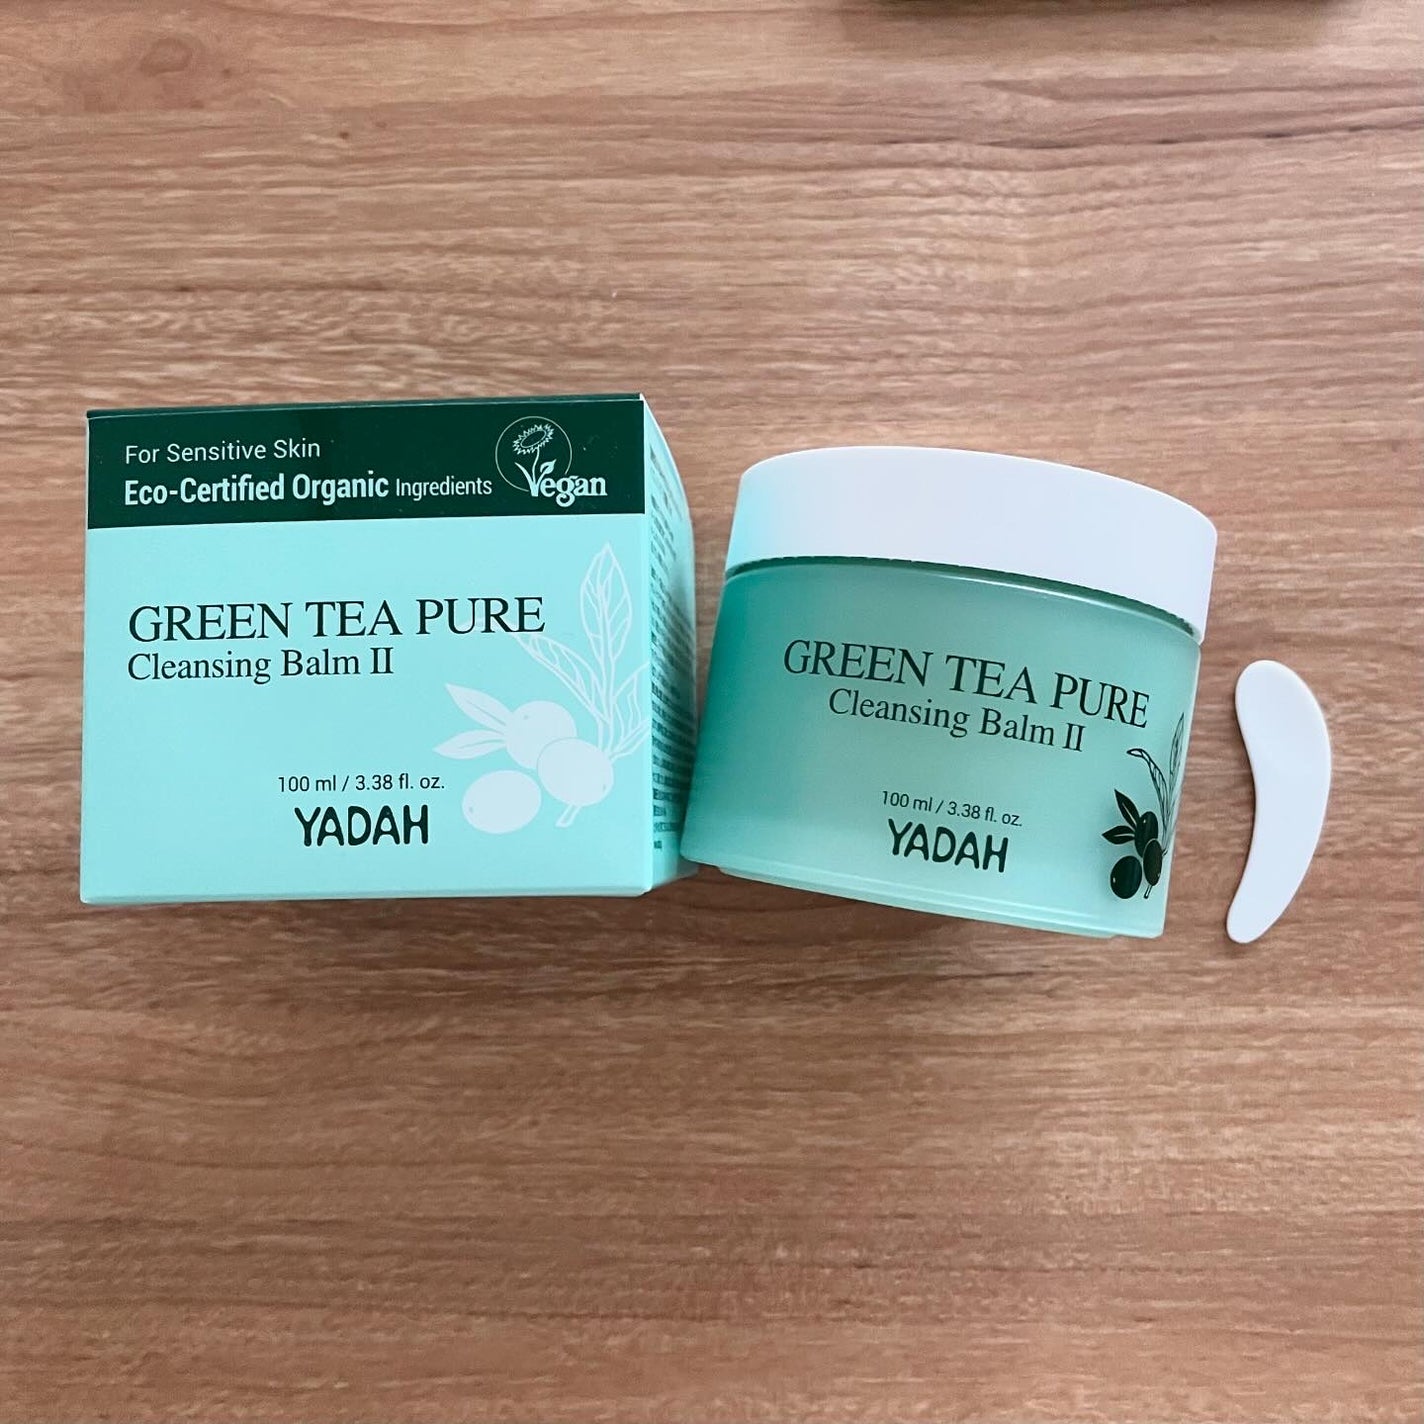 For Sensitive Skin
Eco-Certified Organic Ingredients
Vegan
GREEN TEA PURE
Cleansing Balm II
100 ml / 3.38 fl. oz.
YADAH
GREEN TEA PURE
Cleansing Balm II
100 ml / 3.38 fl. oz.
YADAH